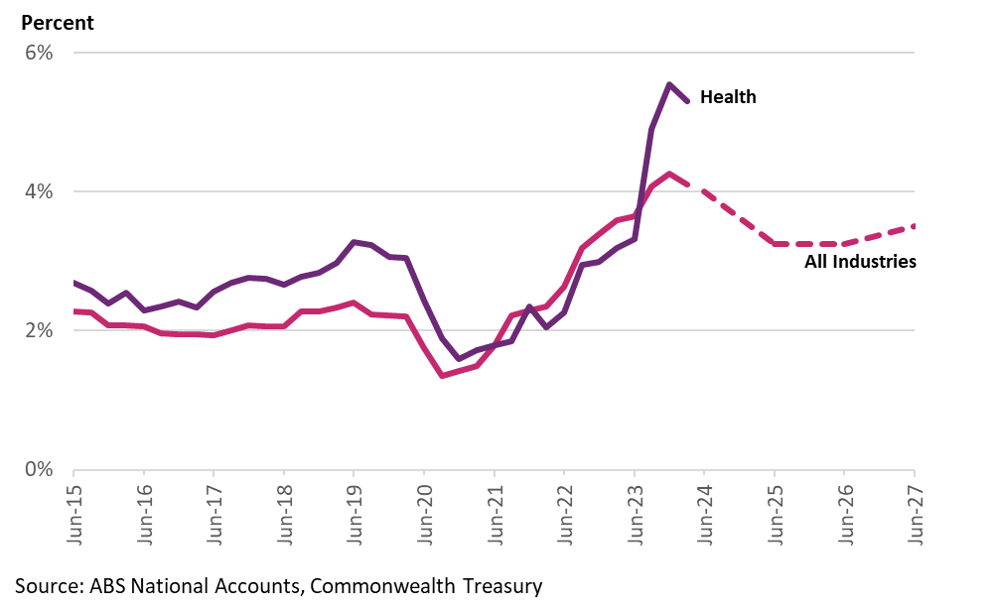 Percent
6%
Health
4%
All Industries
2%
0%
Jun-15
Jun-16
Jun-17
Jun-18
Jun-19
Jun-20
Jun-21
Jun-22
Jun-23
Jun-24
Jun-25
Jun-26
Jun-27
Source: ABS National Accounts, Commonwealth Treasury